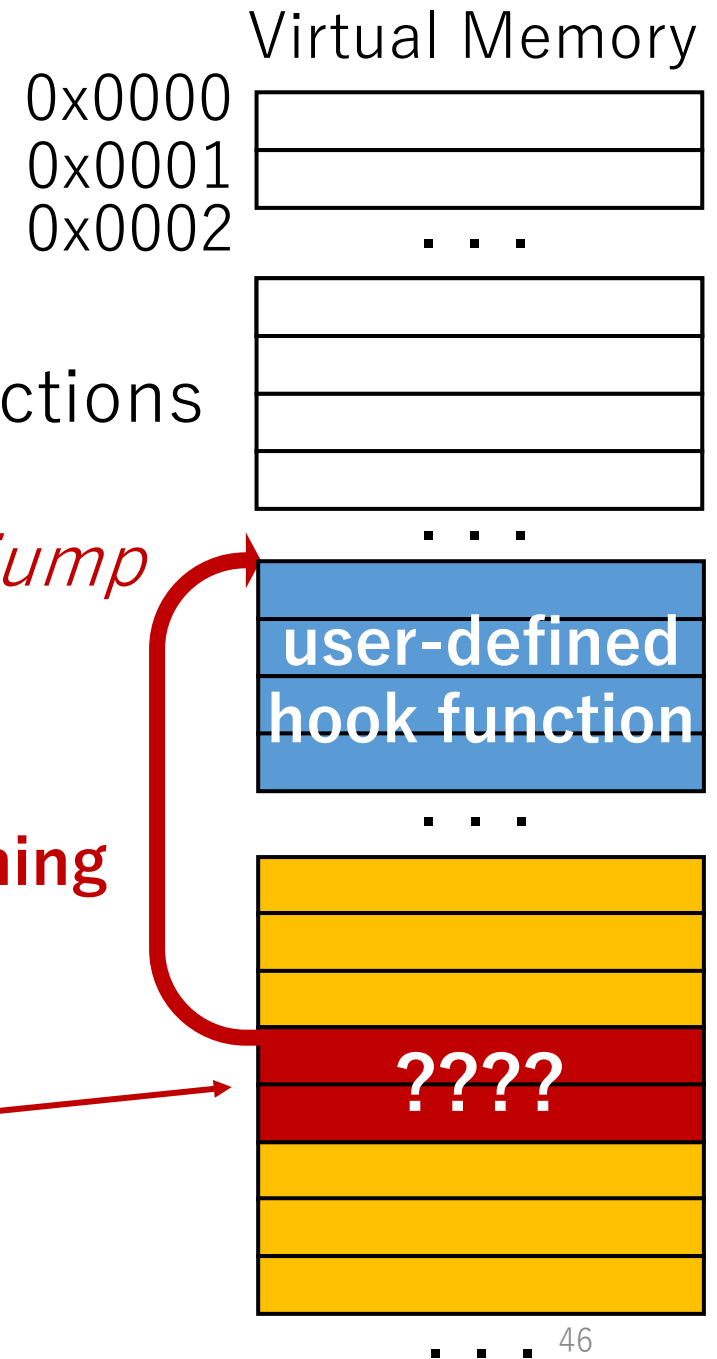 Virtual Memory
0x0000
0x0001
0x0002
. . .
ctions
. . .
jump
user-defined
hook function
. . .
ning
????
. . .
46